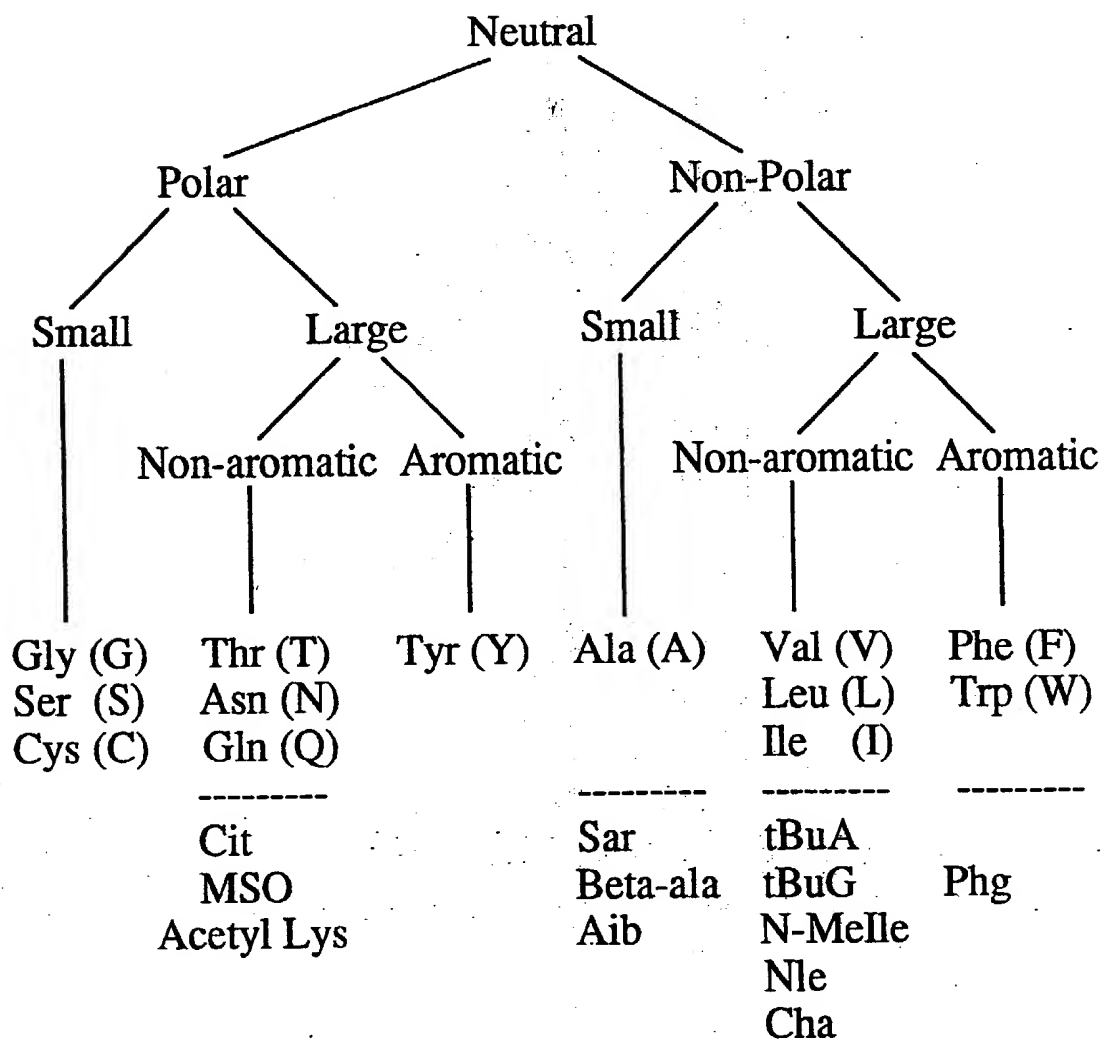 Neutral
Polar Non-Polar
Small Large Small Large
Non-aromatic Aromatic Non-aromatic Aromatic
Gly (G) Thr (T) Tyr (Y) Ala (A) Val (V) Phe (F)
Ser (S) Asn (N) Leu (L) Trp (W)
Cys (C) Gln (Q) Ile (I)
Cit Sar tBuA
MSO Beta-ala tBuG Phg
Acetyl Lys Aib N-MeIle
Nle
Cha